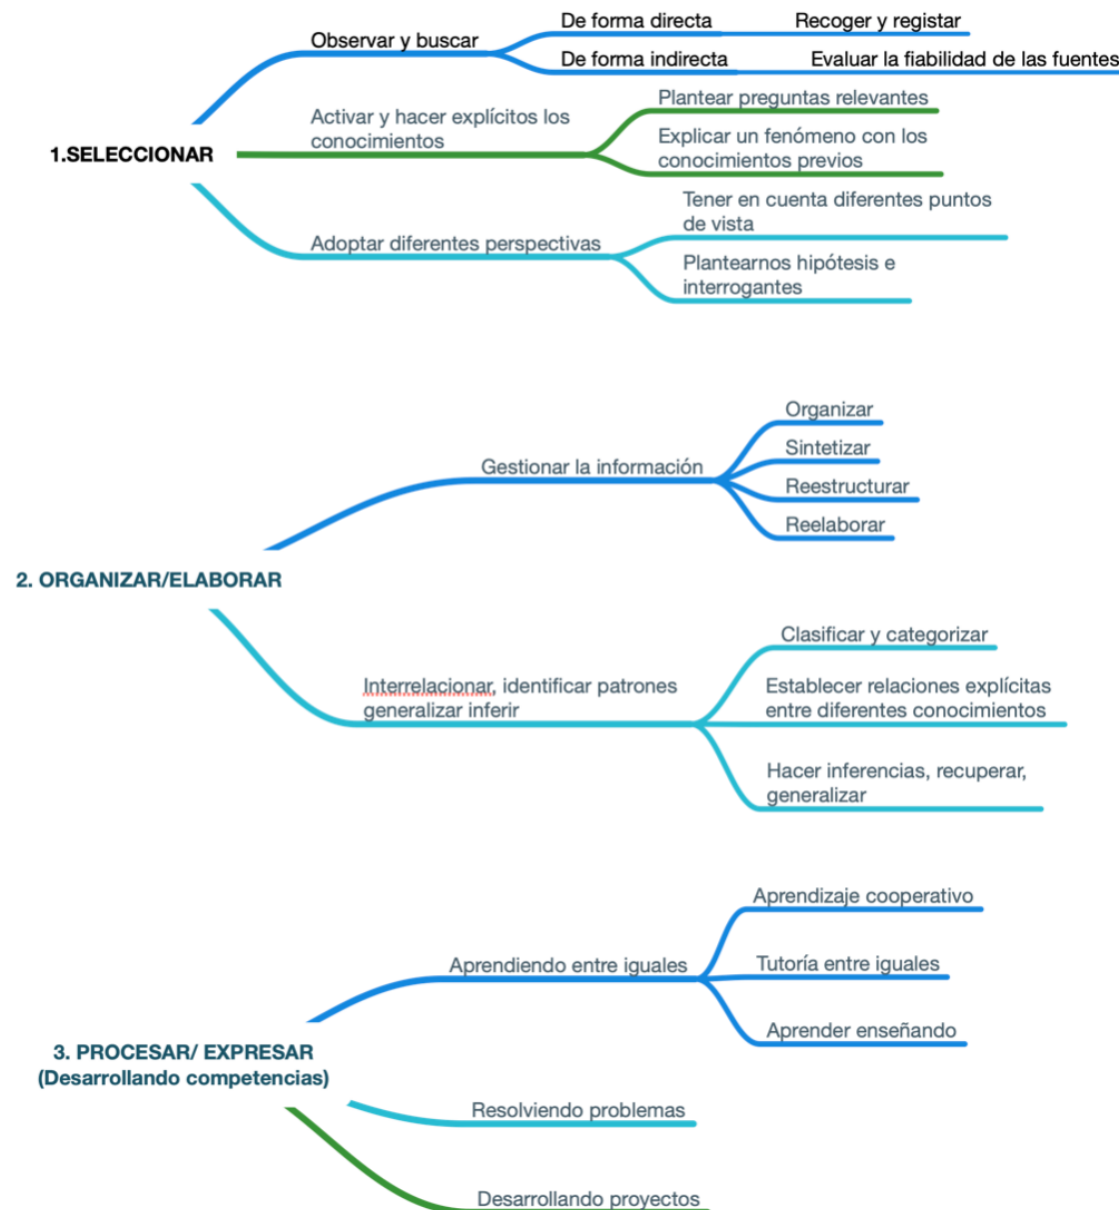 Observar y buscar
De forma directa
Recoger y registar
De forma indirecta
Evaluar la fiabilidad de las fuentes
1.SELECCIONAR
Activar y hacer explícitos los
conocimientos
Plantear preguntas relevantes
Explicar un fenómeno con los
conocimientos previos
Adoptar diferentes perspectivas
Tener en cuenta diferentes puntos
de vista
Plantearnos hipótesis e
interrogantes
2. ORGANIZAR/ELABORAR
Gestionar la información
Organizar
Sintetizar
Reestructurar
Reelaborar
Interrelacionar, identificar patrones
generalizar inferir
Clasificar y categorizar
Establecer relaciones explícitas
entre diferentes conocimientos
Hacer inferencias, recuperar,
generalizar
3. PROCESAR/ EXPRESAR
(Desarrollando competencias)
Aprendiendo entre iguales
Aprendizaje cooperativo
Tutoría entre iguales
Aprender enseñando
Resolviendo problemas
Desarrollando proyectos